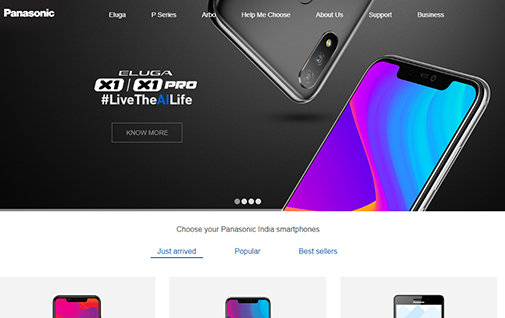 Panasonic
Eluga P Series Arbo Help Me Choose About Us Support Business
ELUGA
X1 | X1 PRO
#LiveTheAILife
KNOW MORE
Choose your Panasonic India smartphones
Just arrived Popular Best sellers